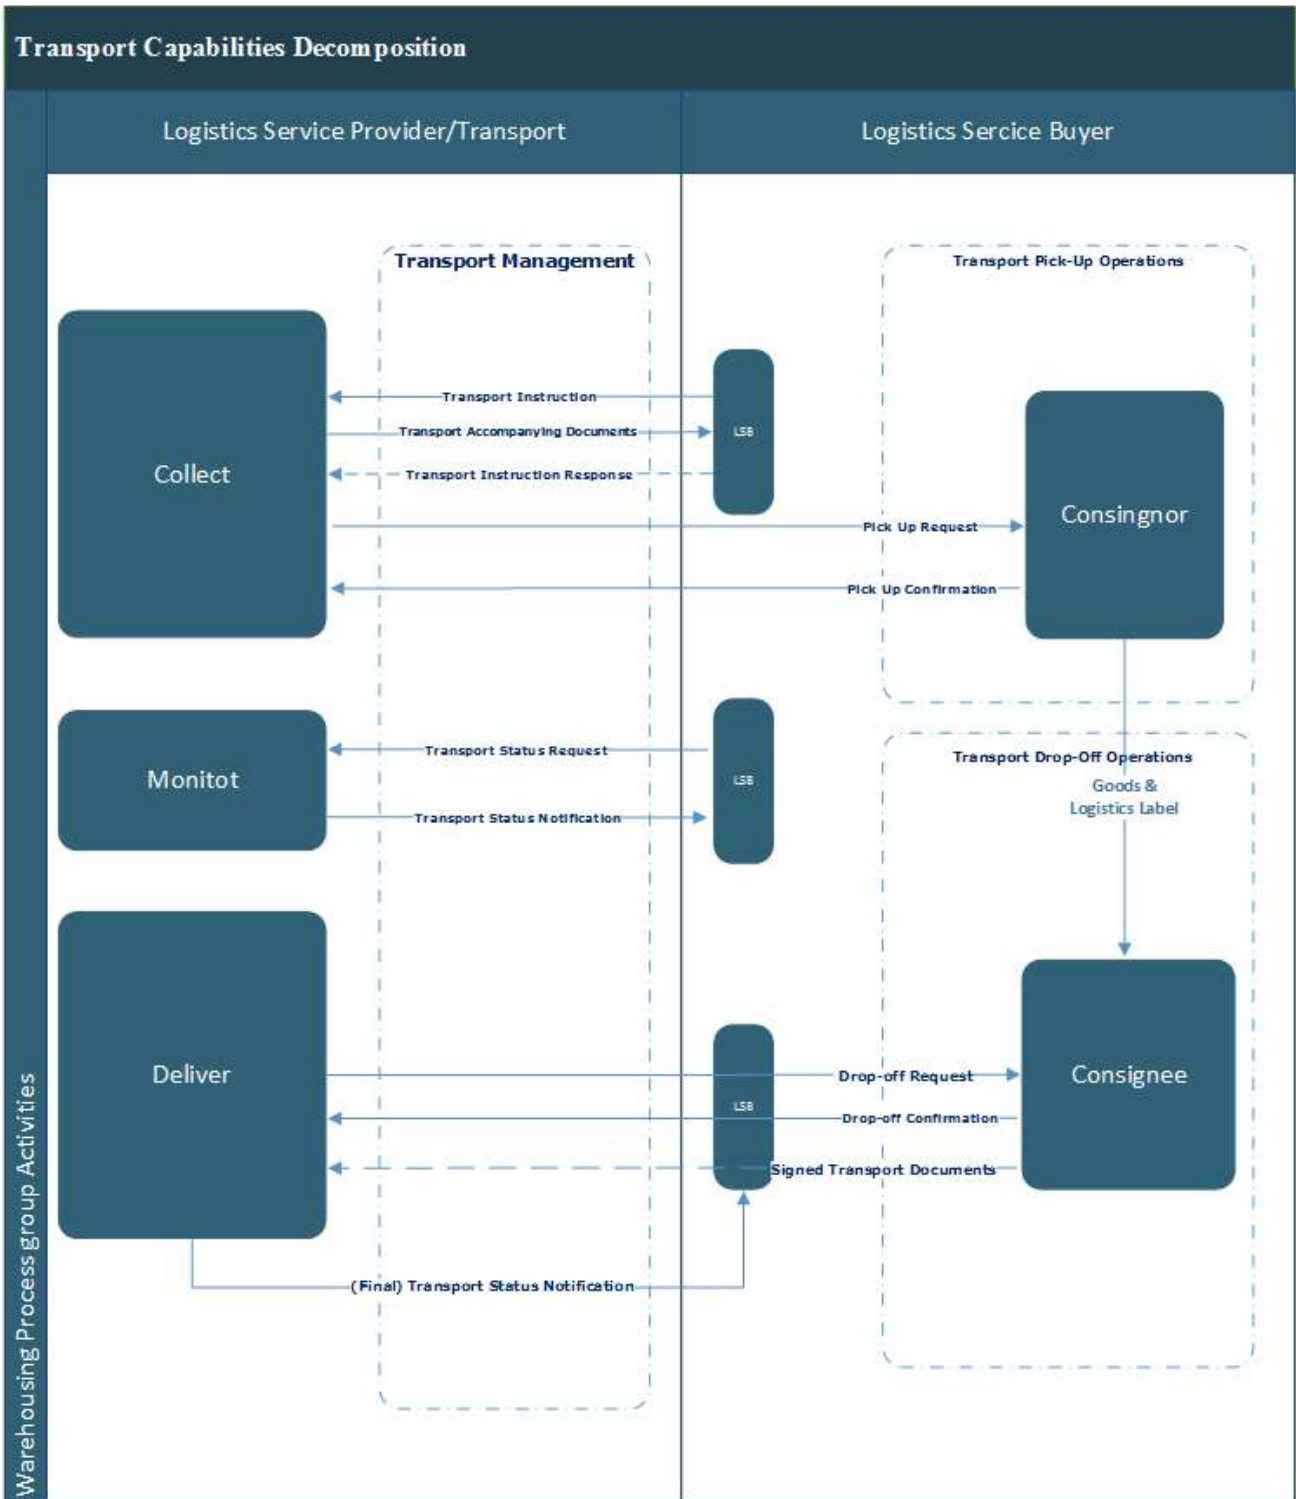 Transport Capabilities Decomposition
Logistics Service Provider/Transport
Logistics Sercice Buyer
Warehousing Process group Activities
Transport Management
Transport Pick-Up Operations
Collect
Transport Instruction
Transport Accompanying Documents
LSB
Transport Instruction Response
Consingnor
Pick Up Request
Pick Up Confirmation
Monitot
Transport Status Request
LSB
Transport Status Notification
Transport Drop-Off Operations
Goods &
Logistics Label
Deliver
Drop-off Request
Consignee
LSB
Drop-off Confirmation
Signed Transport Documents
(Final) Transport Status Notification